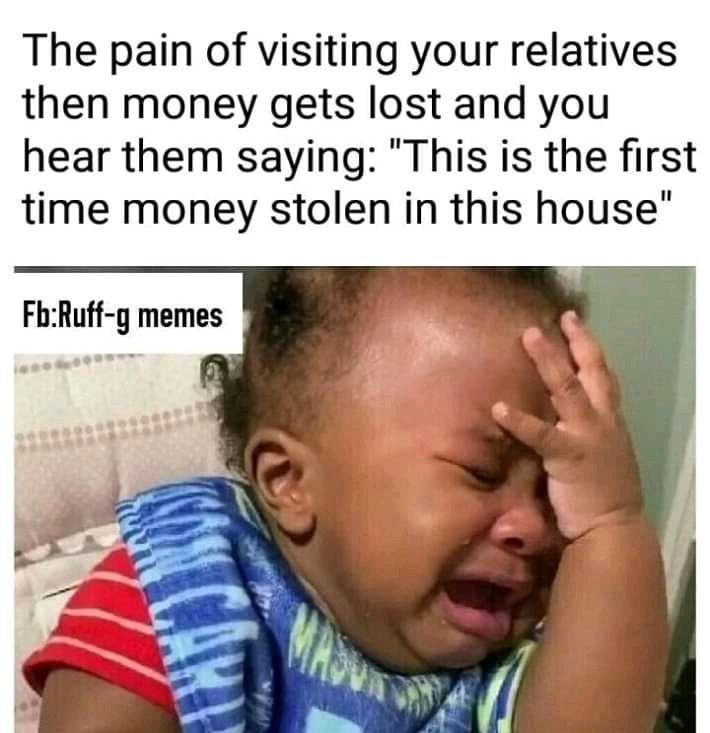 The pain of visiting your relatives
then money gets lost and you
hear them saying: "This is the first
time money stolen in this house"
Fb:Ruff-g memes